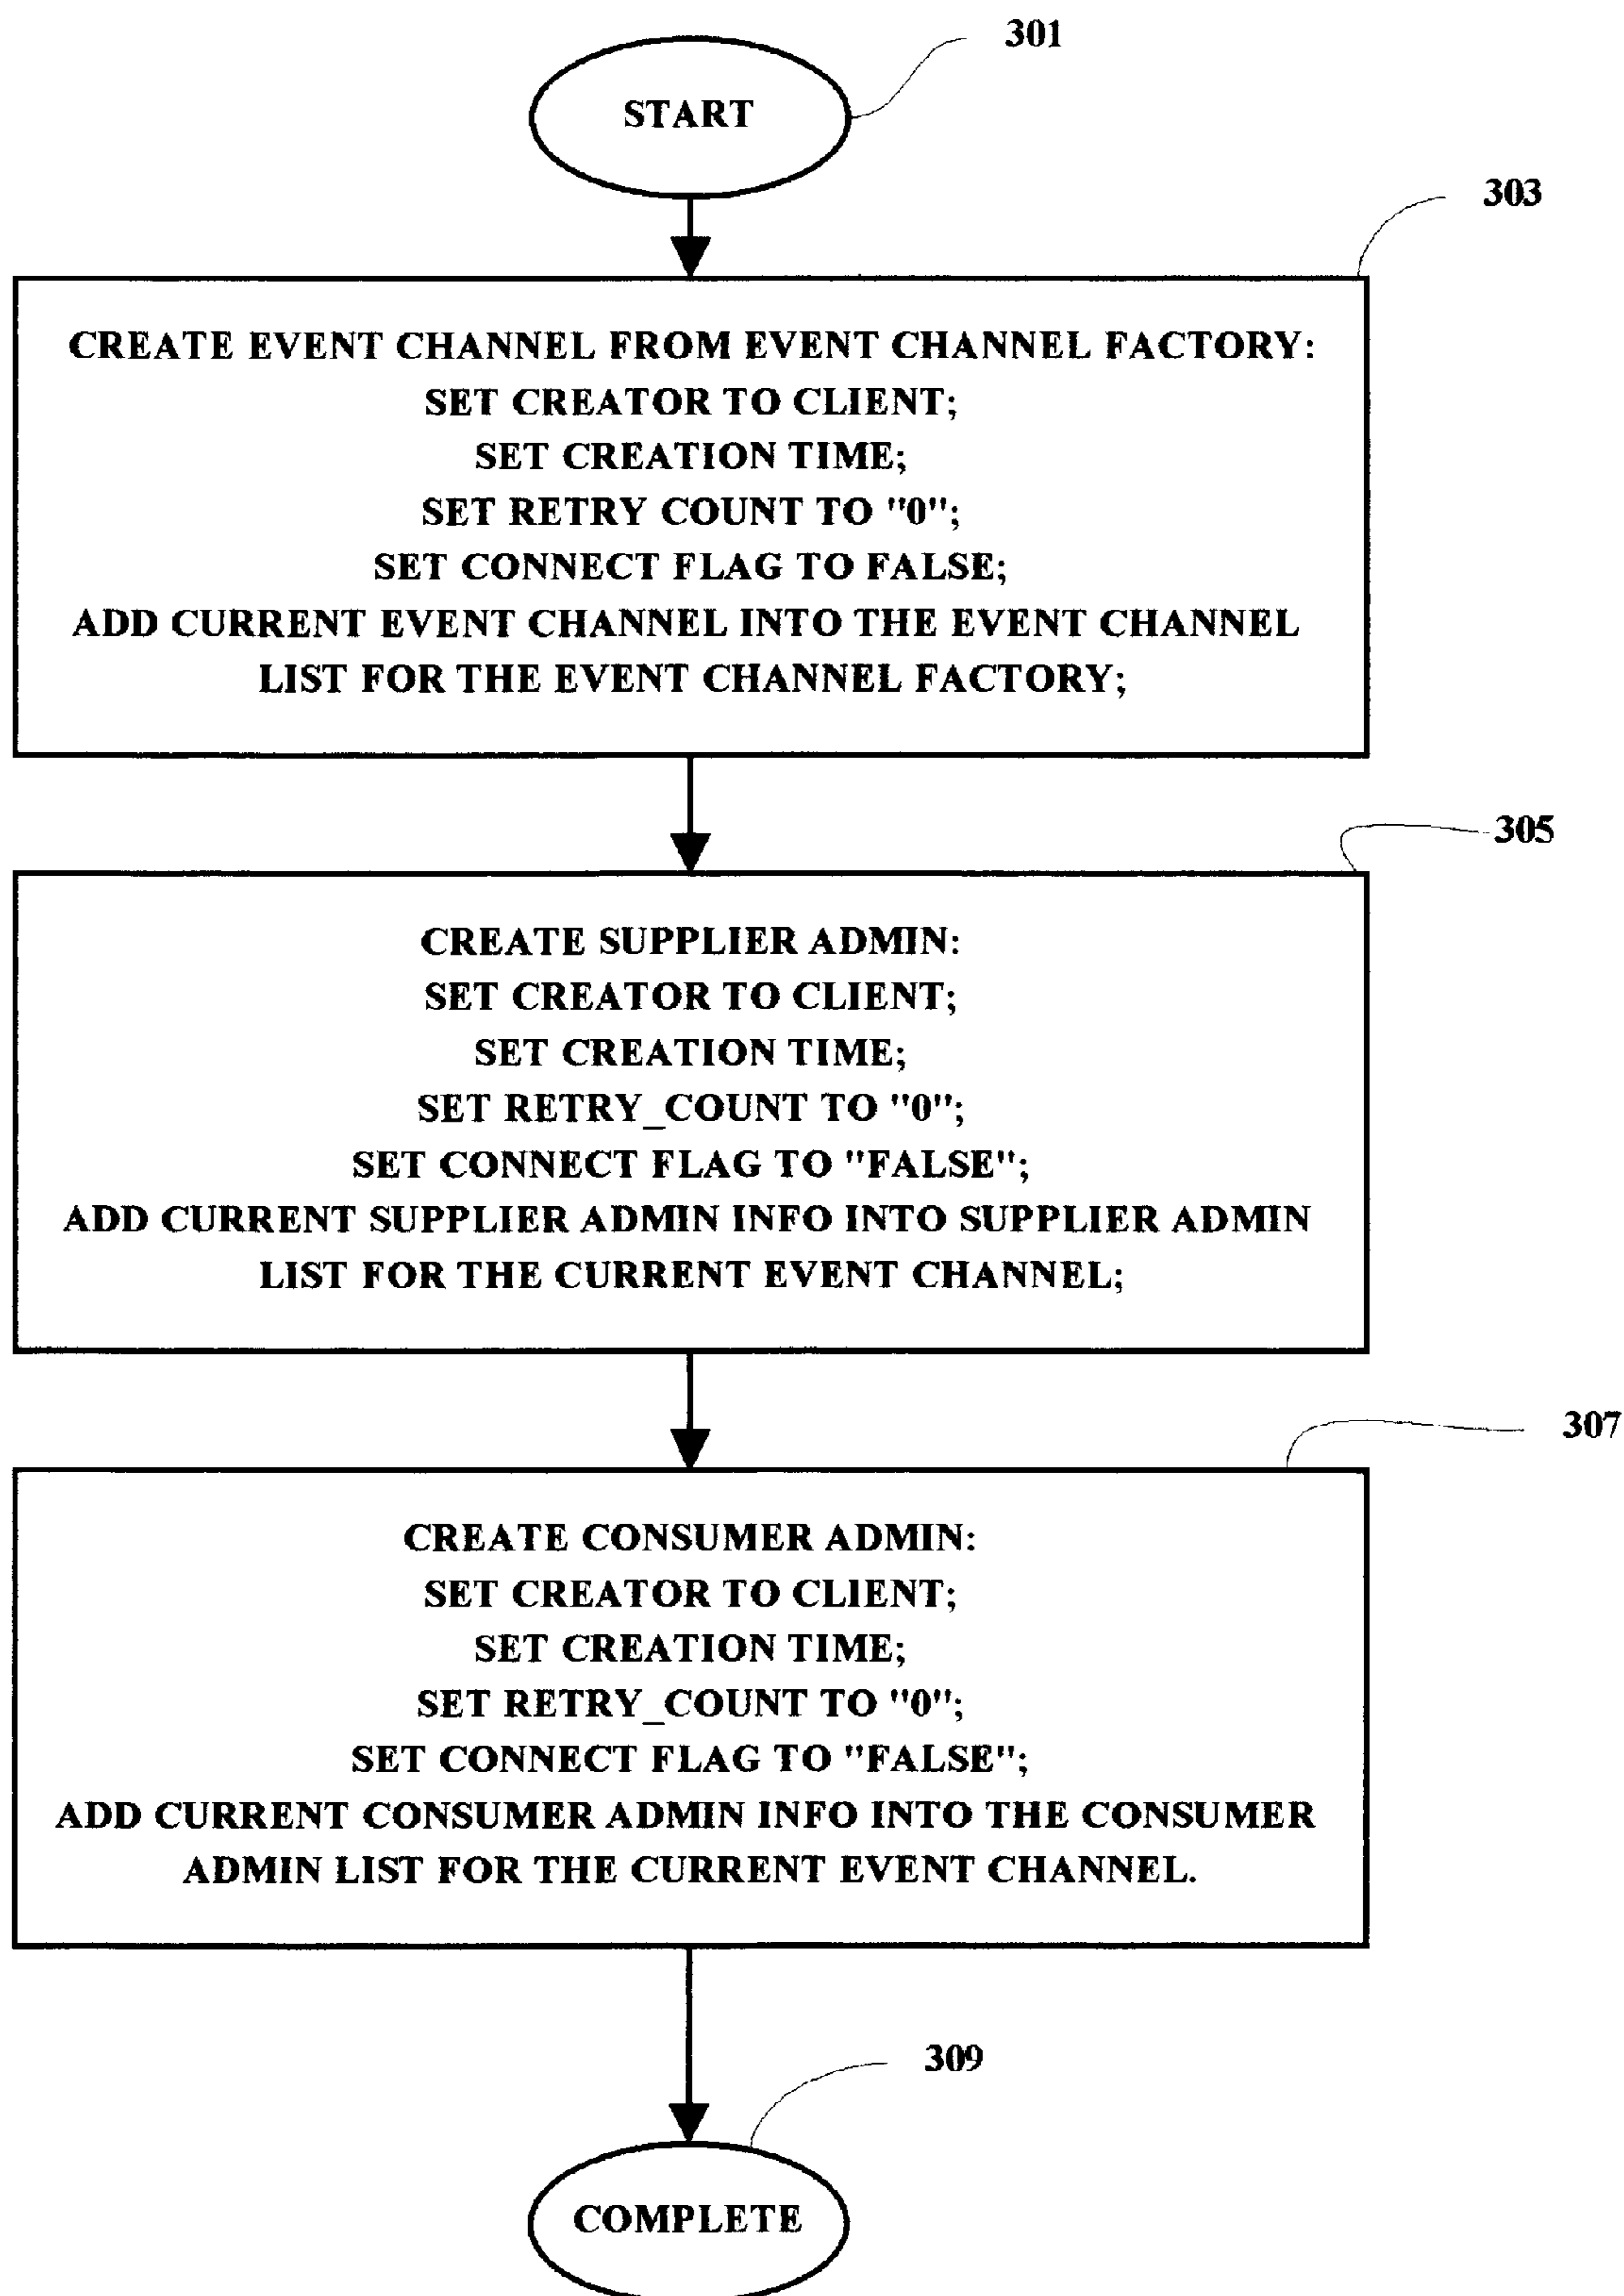 301
START
303
CREATE EVENT CHANNEL FROM EVENT CHANNEL FACTORY:
SET CREATOR TO CLIENT;
SET CREATION TIME;
SET RETRY COUNT TO "0";
SET CONNECT FLAG TO FALSE;
ADD CURRENT EVENT CHANNEL INTO THE EVENT CHANNEL
LIST FOR THE EVENT CHANNEL FACTORY;
305
CREATE SUPPLIER ADMIN:
SET CREATOR TO CLIENT;
SET CREATION TIME;
SET RETRY_COUNT TO "0";
SET CONNECT FLAG TO "FALSE";
ADD CURRENT SUPPLIER ADMIN INFO INTO SUPPLIER ADMIN
LIST FOR THE CURRENT EVENT CHANNEL;
307
CREATE CONSUMER ADMIN:
SET CREATOR TO CLIENT;
SET CREATION TIME;
SET RETRY_COUNT TO "0";
SET CONNECT FLAG TO "FALSE";
ADD CURRENT CONSUMER ADMIN INFO INTO THE CONSUMER
ADMIN LIST FOR THE CURRENT EVENT CHANNEL.
309
COMPLETE